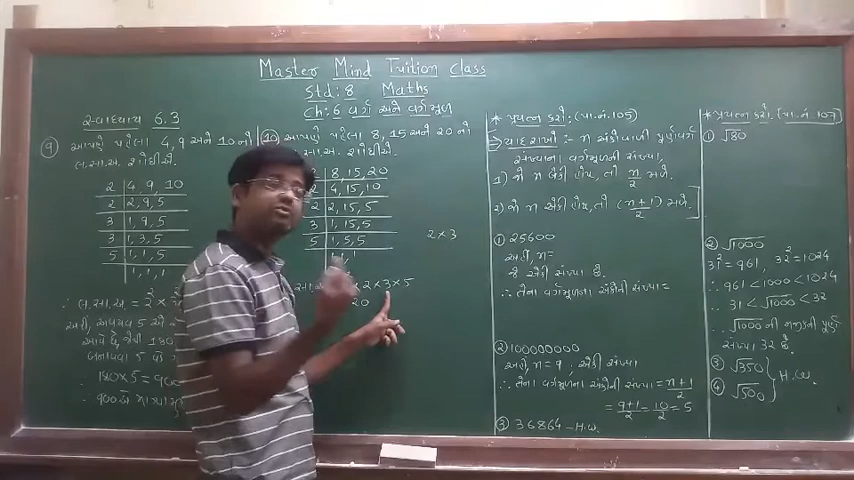 Master Mind Tuition Class
Std: 8 Maths
Ch: 6 વર્ગ અને વર્ગમૂળ
સ્વાધ્યાય 6.3
⑨ આપણે પહેલા 4, 9 અને 10 નો
લ.સા.અ. શોધીએ.
2 | 4, 9, 10
2 | 2, 9, 5
3 | 1, 9, 5
3 | 1, 3, 5
5 | 1, 1, 5
1, 1, 1
∴ લ.સા.અ. = 2² ×
અહીં, અવયવ 5
180
5
∴ 180×5 = 900
∴ 900
⑩ આપણે પહેલા 8, 15 અને 20 નો
લ.સા.અ. શોધીએ.
8, 15, 20
4, 15, 10
2 | 2, 15, 5
3 | 1, 15, 5
5 | 1, 5, 5
× 2×3×5
20
2×3
* પ્રયત્ન કરો: (પા.નં. 105)
યાદ રાખો :- n અંકોવાળી પૂર્ણવર્ગ
સંખ્યાના વર્ગમૂળની સંખ્યા,
1) જો n બેકી હોય, તો n/2 મળે.
2) જો n એકી હોય, તો (n+1)/2 મળે.
① 25600
અહીં, n=
જે એકી સંખ્યા છે.
∴ તેના વર્ગમૂળના અંકોની સંખ્યા =
② 100000000
અહીં, n = 9, એકી સંખ્યા
∴ તેના વર્ગમૂળના અંકોની સંખ્યા = n+1/2
= 9+1/2 = 10/2 = 5
③ 36864 - H.W.
* પ્રયત્ન કરો. [પા.નં. 107]
① √80
② √1000
31² = 961, 32² = 1024
∴ 961 < 1000 < 1024
∴ 31 < √1000 < 32
∴ √1000 ની નજીકની પૂર્ણ
સંખ્યા 32 છે.
③ √350
④ √500 } H.W.